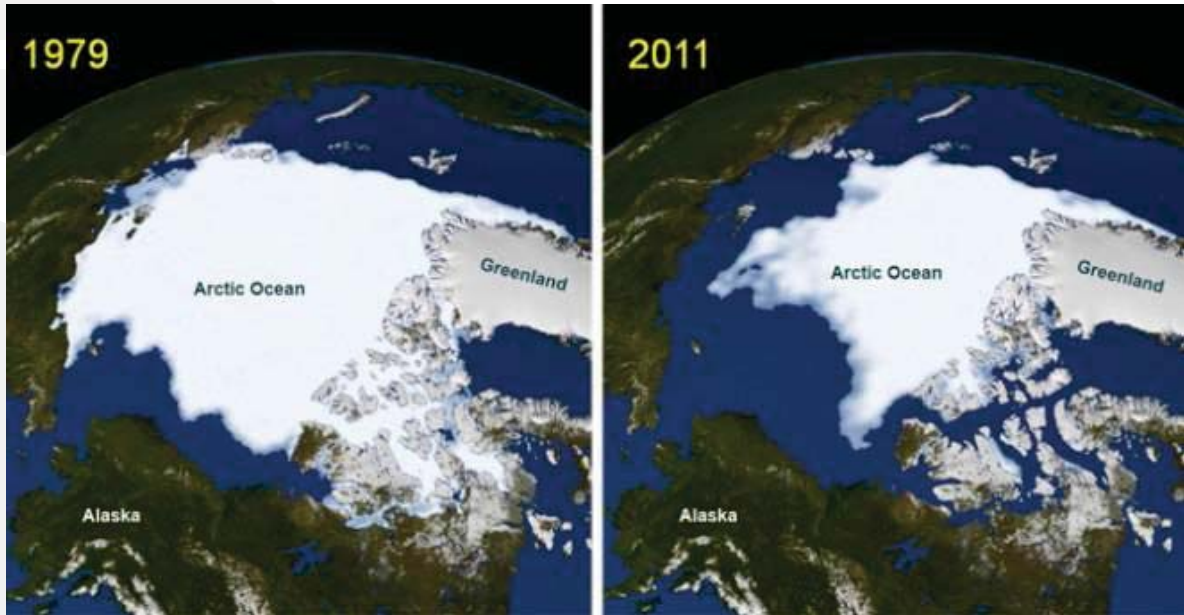 1979
Arctic Ocean
Greenland
Alaska
2011
Arctic Ocean
Greenland
Alaska